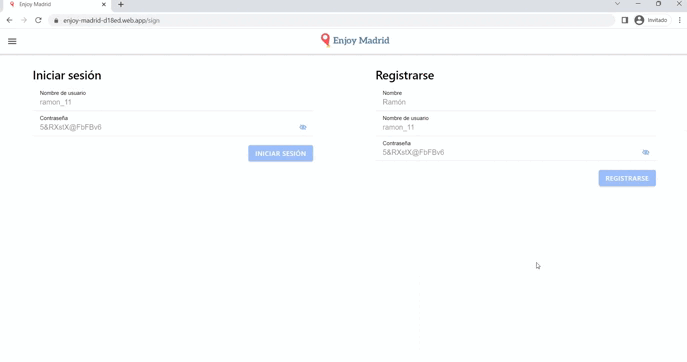 Enjoy Madrid
enjoy-madrid-d18ed.web.app/sign
Invitado
Enjoy Madrid
Iniciar sesión
Nombre de usuario
ramon_11
Contraseña
5&RXstX@FbFBv6
INICIAR SESIÓN
Registrarse
Nombre
Ramón
Nombre de usuario
ramon_11
Contraseña
5&RXstX@FbFBv6
REGISTRARSE